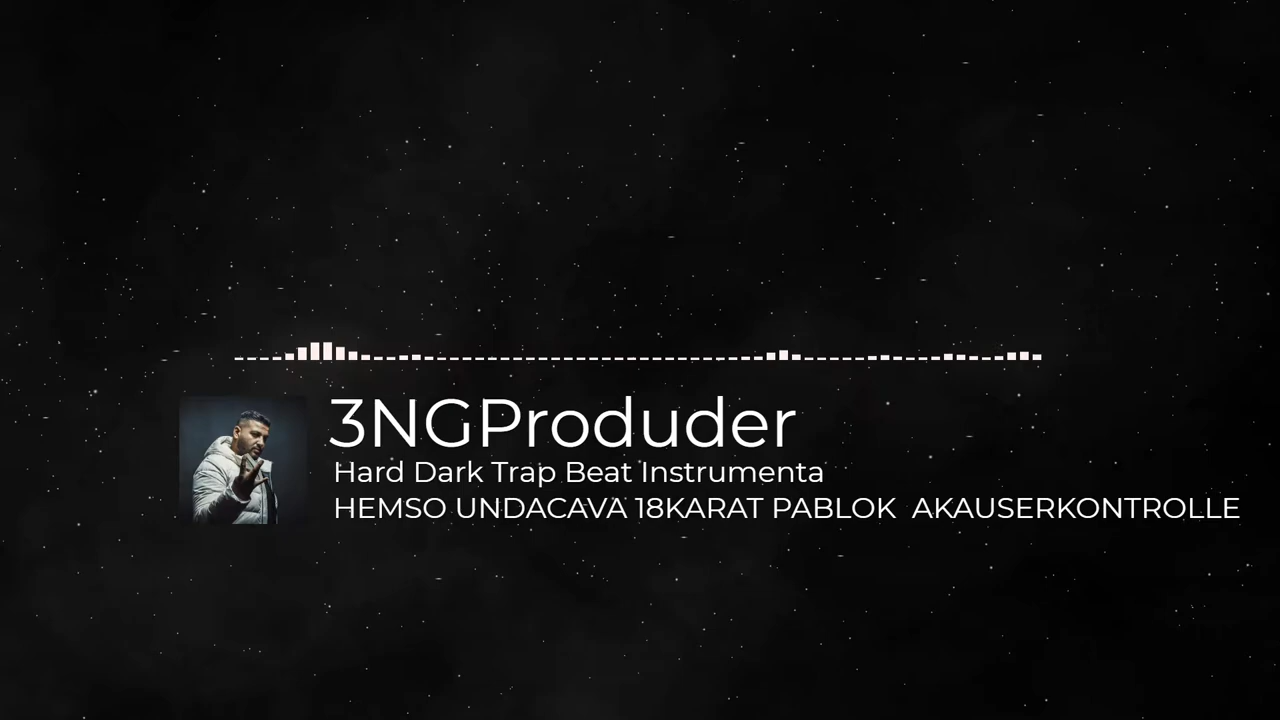 3NGProduder
Hard Dark Trap Beat Instrumenta
HEMSO UNDACAVA 18KARAT PABLOK  AKAUSERKONTROLLE